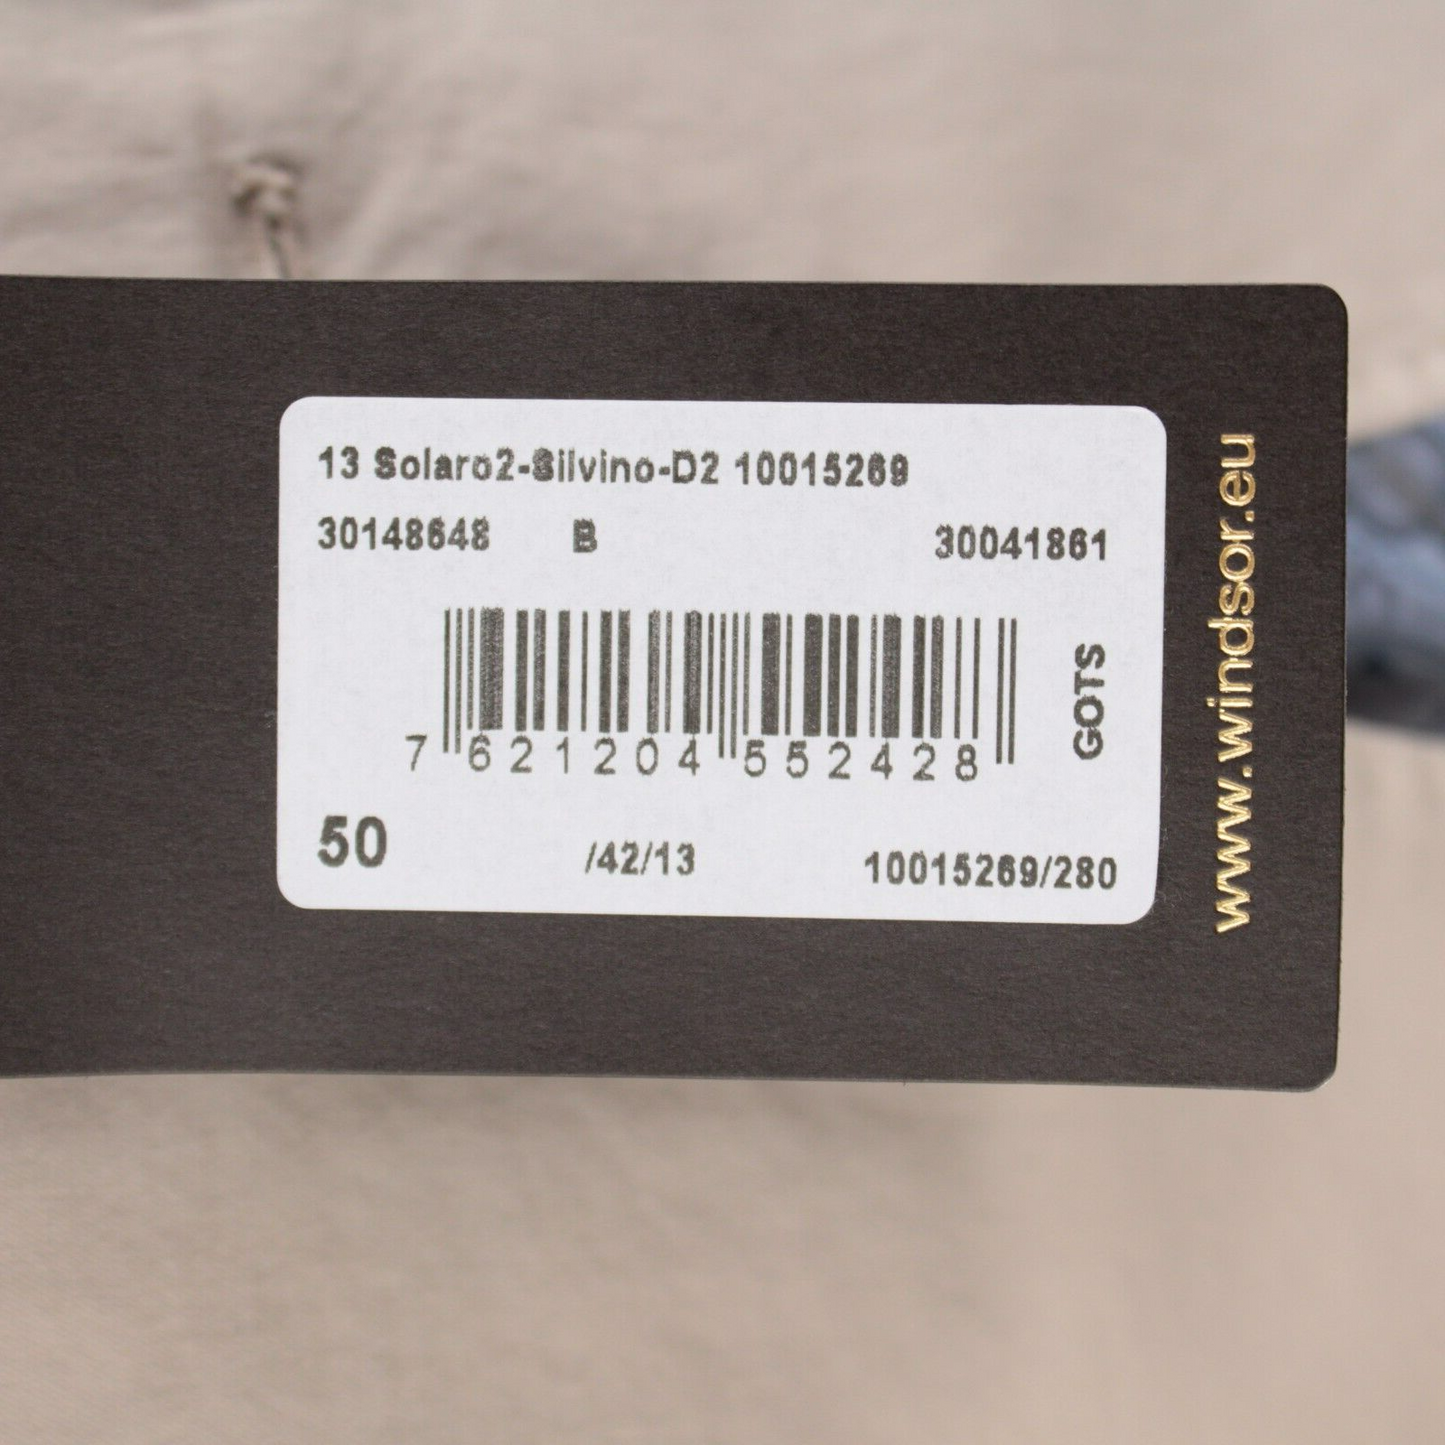 13 Solaro2-Silvino-D2 10015269
30148648 B 30041861
7 621204 552428
GOTS
50 /42/13 10015269/280
www.windsor.eu